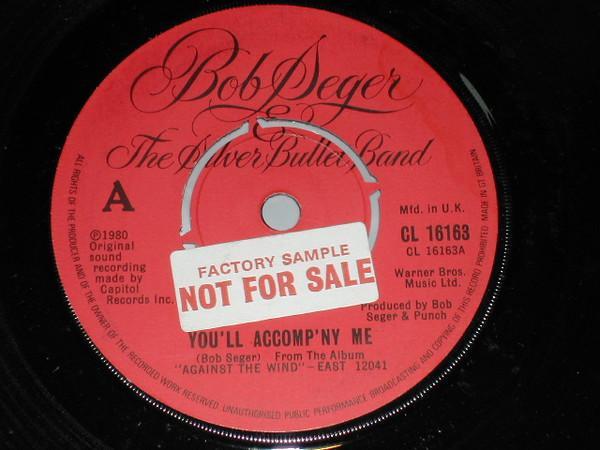 Bob Seger
&
The Silver Bullet Band
A
Mfd. in U.K.
CL 16163
CL 16163A
℗1980
Original
sound
recording
made by
Capitol
Records Inc.
Warner Bros.
Music Ltd.
Produced by Bob
Seger & Punch
FACTORY SAMPLE
NOT FOR SALE
YOU'LL ACCOMP'NY ME
(Bob Seger) From The Album
"AGAINST THE WIND"-EAST 12041
ALL RIGHTS OF THE PRODUCER AND OF THE OWNER OF THE RECORDED WORK RESERVED. UNAUTHORISED PUBLIC PERFORMANCE BROADCASTING AND COPYING OF THIS RECORD PROHIBITED MADE IN GT BRITAIN